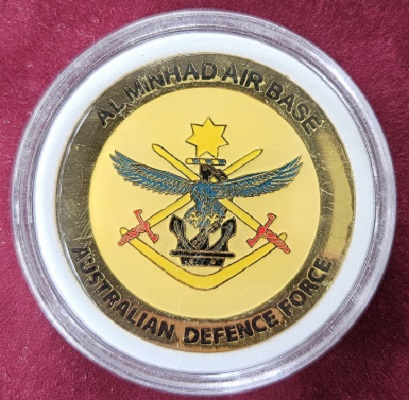 AL MINHAD AIR BASE
AUSTRALIAN DEFENCE FORCE